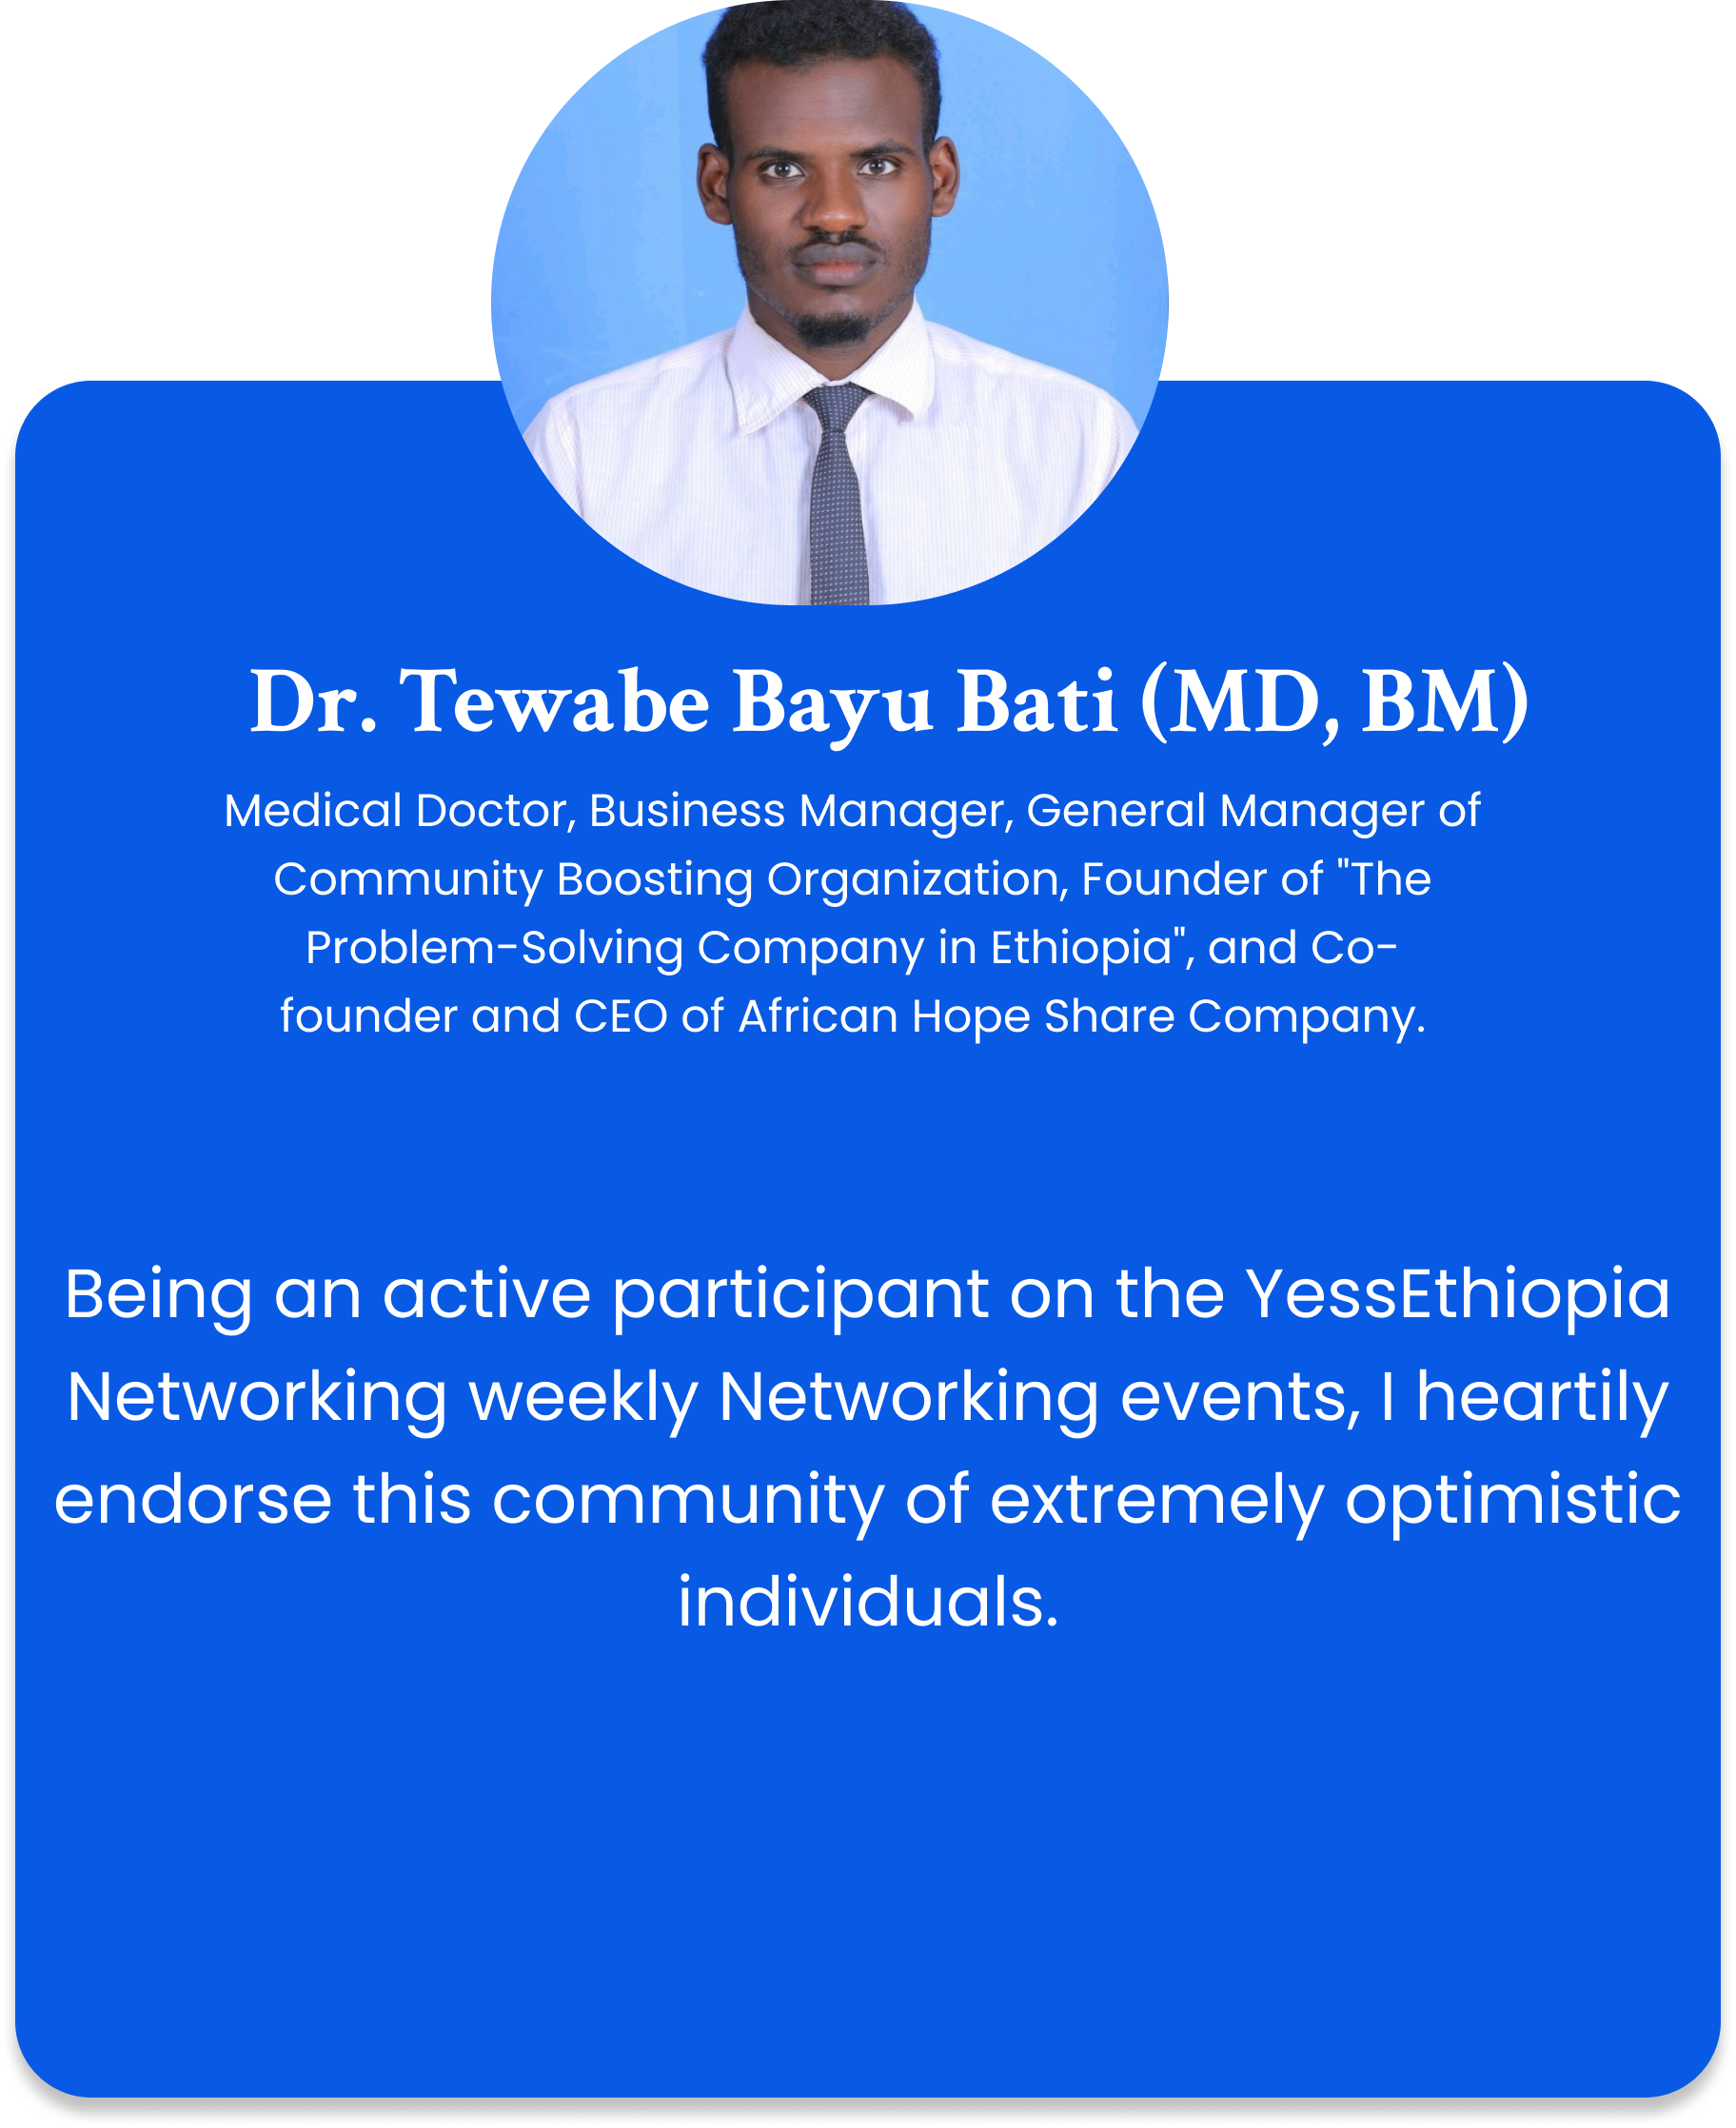 Dr. Tewabe Bayu Bati (MD, BM)
Medical Doctor, Business Manager, General Manager of
Community Boosting Organization, Founder of "The
Problem-Solving Company in Ethiopia", and Co-
founder and CEO of African Hope Share Company.
Being an active participant on the YessEthiopia
Networking weekly Networking events, I heartily
endorse this community of extremely optimistic
individuals.